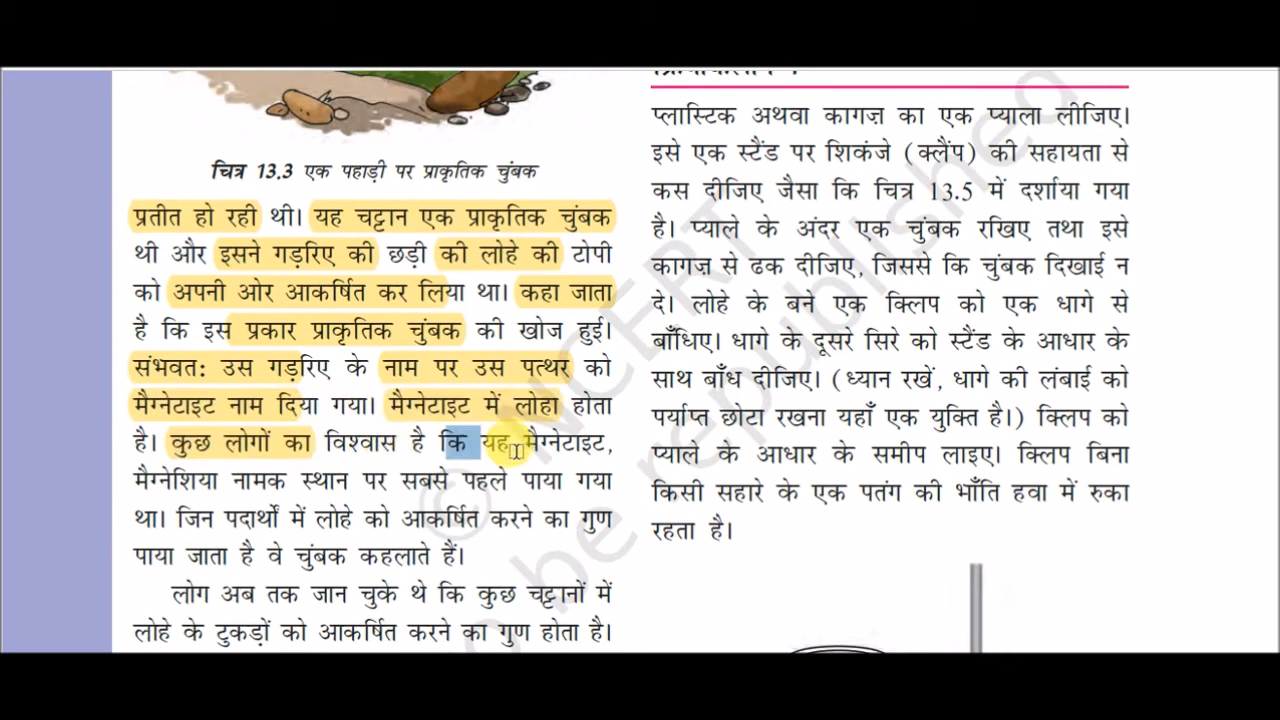 चित्र 13.3 एक पहाड़ी पर प्राकृतिक चुंबक
प्रतीत हो रही थी। यह चट्टान एक प्राकृतिक चुंबक
थी और इसने गड़रिए की छड़ी की लोहे की टोपी
को अपनी ओर आकर्षित कर लिया था। कहा जाता
है कि इस प्रकार प्राकृतिक चुंबक की खोज हुई।
संभवत: उस गड़रिए के नाम पर उस पत्थर को
मैग्नेटाइट नाम दिया गया। मैग्नेटाइट में लोहा होता
है। कुछ लोगों का विश्वास है कि यह मैग्नेटाइट,
मैग्नेशिया नामक स्थान पर सबसे पहले पाया गया
था। जिन पदार्थों में लोहे को आकर्षित करने का गुण
पाया जाता है वे चुंबक कहलाते हैं।
लोग अब तक जान चुके थे कि कुछ चट्टानों में
लोहे के टुकड़ों को आकर्षित करने का गुण होता है।
प्लास्टिक अथवा कागज़ का एक प्याला लीजिए।
इसे एक स्टैंड पर शिकंजे (क्लैंप) की सहायता से
कस दीजिए जैसा कि चित्र 13.5 में दर्शाया गया
है। प्याले के अंदर एक चुंबक रखिए तथा इसे
कागज़ से ढक दीजिए, जिससे कि चुंबक दिखाई न
दे। लोहे के बने एक क्लिप को एक धागे से
बाँधिए। धागे के दूसरे सिरे को स्टैंड के आधार के
साथ बाँध दीजिए। (ध्यान रखें, धागे की लंबाई को
पर्याप्त छोटा रखना यहाँ एक युक्ति है।) क्लिप को
प्याले के आधार के समीप लाइए। क्लिप बिना
किसी सहारे के एक पतंग की भाँति हवा में रुका
रहता है।
© NCERT
be republished